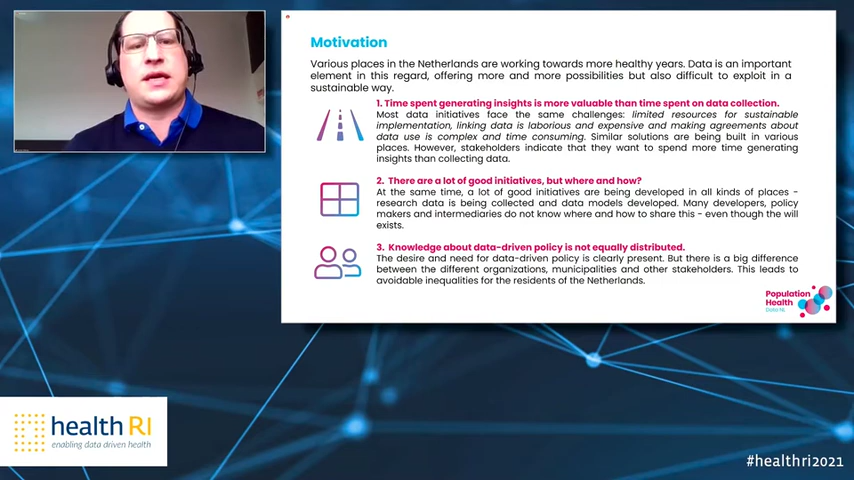 Motivation
Various places in the Netherlands are working towards more healthy years. Data is an important
element in this regard, offering more and more possibilities but also difficult to exploit in a
sustainable way.
1. Time spent generating insights is more valuable than time spent on data collection.
Most data initiatives face the same challenges: limited resources for sustainable
implementation, linking data is laborious and expensive and making agreements about
data use is complex and time consuming. Similar solutions are being built in various
places. However, stakeholders indicate that they want to spend more time generating
insights than collecting data.
2. There are a lot of good initiatives, but where and how?
At the same time, a lot of good initiatives are being developed in all kinds of places -
research data is being collected and data models developed. Many developers, policy
makers and intermediaries do not know where and how to share this - even though the will
exists.
3. Knowledge about data-driven policy is not equally distributed.
The desire and need for data-driven policy is clearly present. But there is a big difference
between the different organizations, municipalities and other stakeholders. This leads to
avoidable inequalities for the residents of the Netherlands.
Population
Health
Data NL
health RI
enabling data driven health
#healthri2021